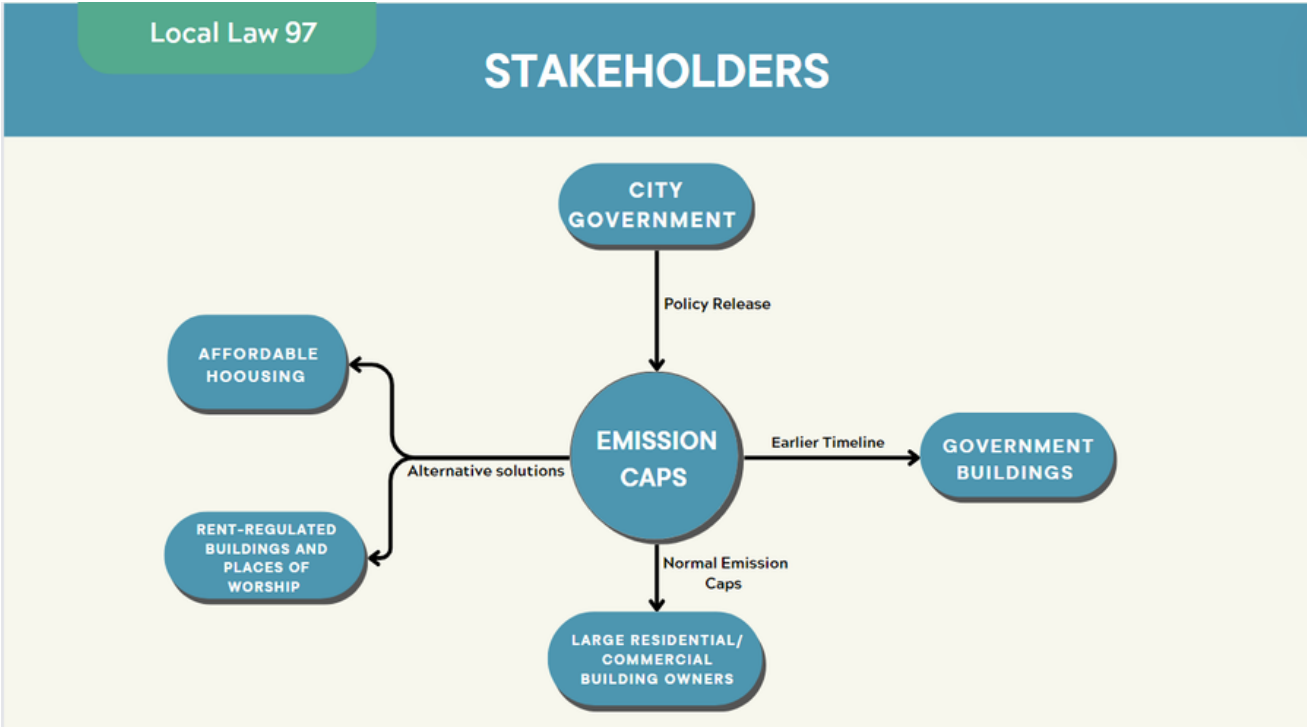 Local Law 97
STAKEHOLDERS
CITY
GOVERNMENT
Policy Release
AFFORDABLE
HOOUSING
EMISSION
CAPS
Earlier Timeline
GOVERNMENT
BUILDINGS
Alternative solutions
RENT-REGULATED
BUILDINGS AND
PLACES OF
WORSHIP
Normal Emission
Caps
LARGE RESIDENTIAL/
COMMERCIAL
BUILDING OWNERS